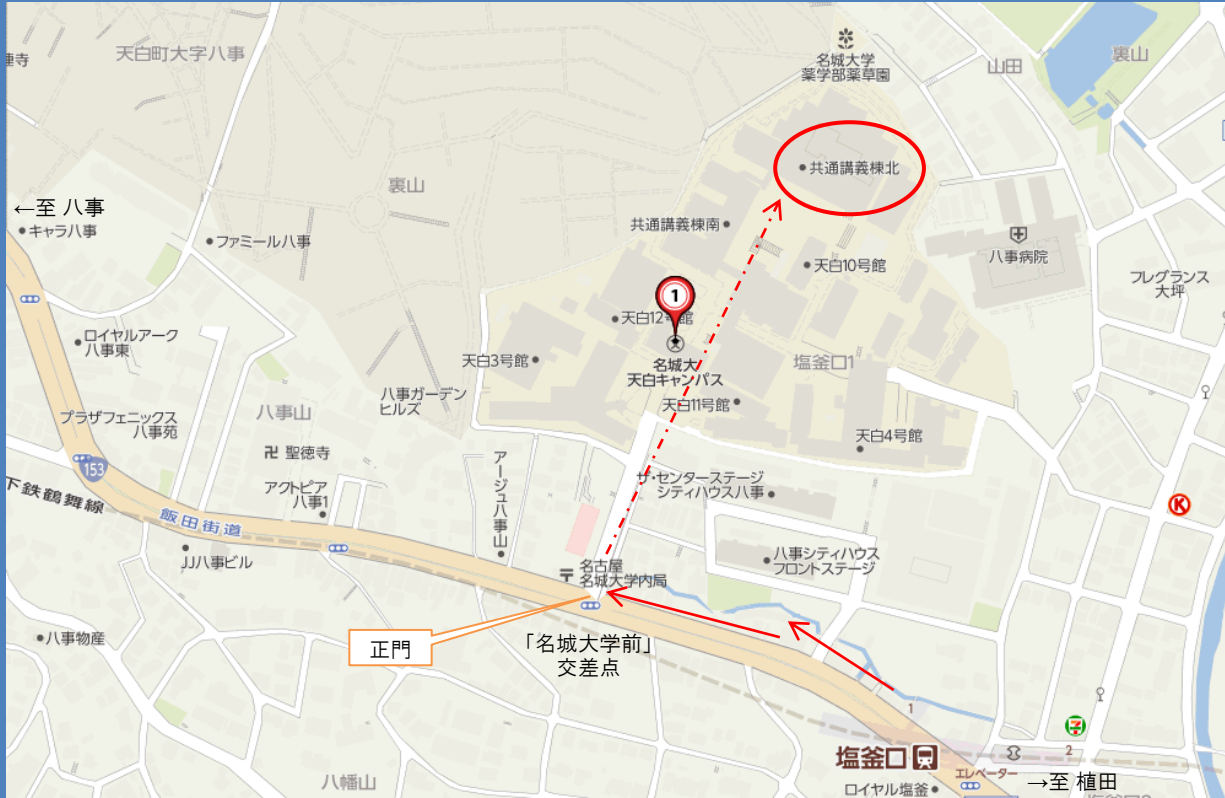 天白町大字八事
蓮寺
名城大学
薬学部薬草園
山田
裏山
共通講義棟北
裏山
←至 八事
キャラ八事
ファミール八事
共通講義棟南
天白10号館
八事病院
フレグランス
大坪
1
天白12号館
名城大
天白キャンパス
ロイヤルアーク
八事東
天白3号館
塩釜口1
八事ガーデン
ヒルズ
天白11号館
プラザフェニックス
八事苑
八事山
天白4号館
卍 聖徳寺
153
アージュ八事山
ザ・センターステージ
シティハウス八事
アクトピア
八事1
下鉄鶴舞線
飯田街道
K
JJ八事ビル
八事シティハウス
フロントステージ
〒 名古屋
名城大学内局
八事物産
正門
「名城大学前」
交差点
1
7
2
塩釜口
エレベーター
→至 植田
八幡山
ロイヤル塩釜